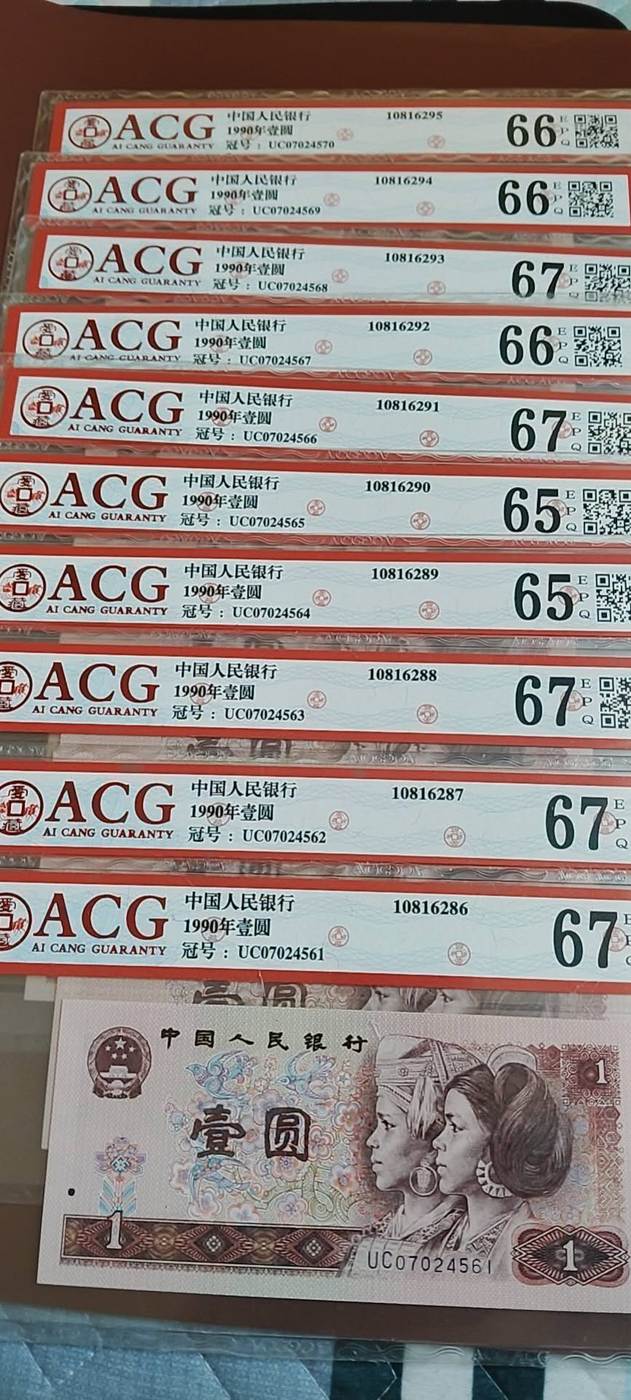 ACG
AI CANG GUARANTY
中国人民银行
1990年壹圆
冠号：UC07024570
10816295
66
EPQ
ACG
AI CANG GUARANTY
中国人民银行
1990年壹圆
冠号：UC07024569
10816294
66
EPQ
ACG
AI CANG GUARANTY
中国人民银行
1990年壹圆
冠号：UC07024568
10816293
67
EPQ
ACG
AI CANG GUARANTY
中国人民银行
1990年壹圆
冠号：UC07024567
10816292
66
EPQ
ACG
AI CANG GUARANTY
中国人民银行
1990年壹圆
冠号：UC07024566
10816291
67
EPQ
ACG
AI CANG GUARANTY
中国人民银行
1990年壹圆
冠号：UC07024565
10816290
65
EPQ
ACG
AI CANG GUARANTY
中国人民银行
1990年壹圆
冠号：UC07024564
10816289
65
EPQ
ACG
AI CANG GUARANTY
中国人民银行
1990年壹圆
冠号：UC07024563
10816288
67
EPQ
ACG
AI CANG GUARANTY
中国人民银行
1990年壹圆
冠号：UC07024562
10816287
67
EPQ
ACG
AI CANG GUARANTY
中国人民银行
1990年壹圆
冠号：UC07024561
10816286
67
中国人民银行
1
壹圆
1
UC07024561
1